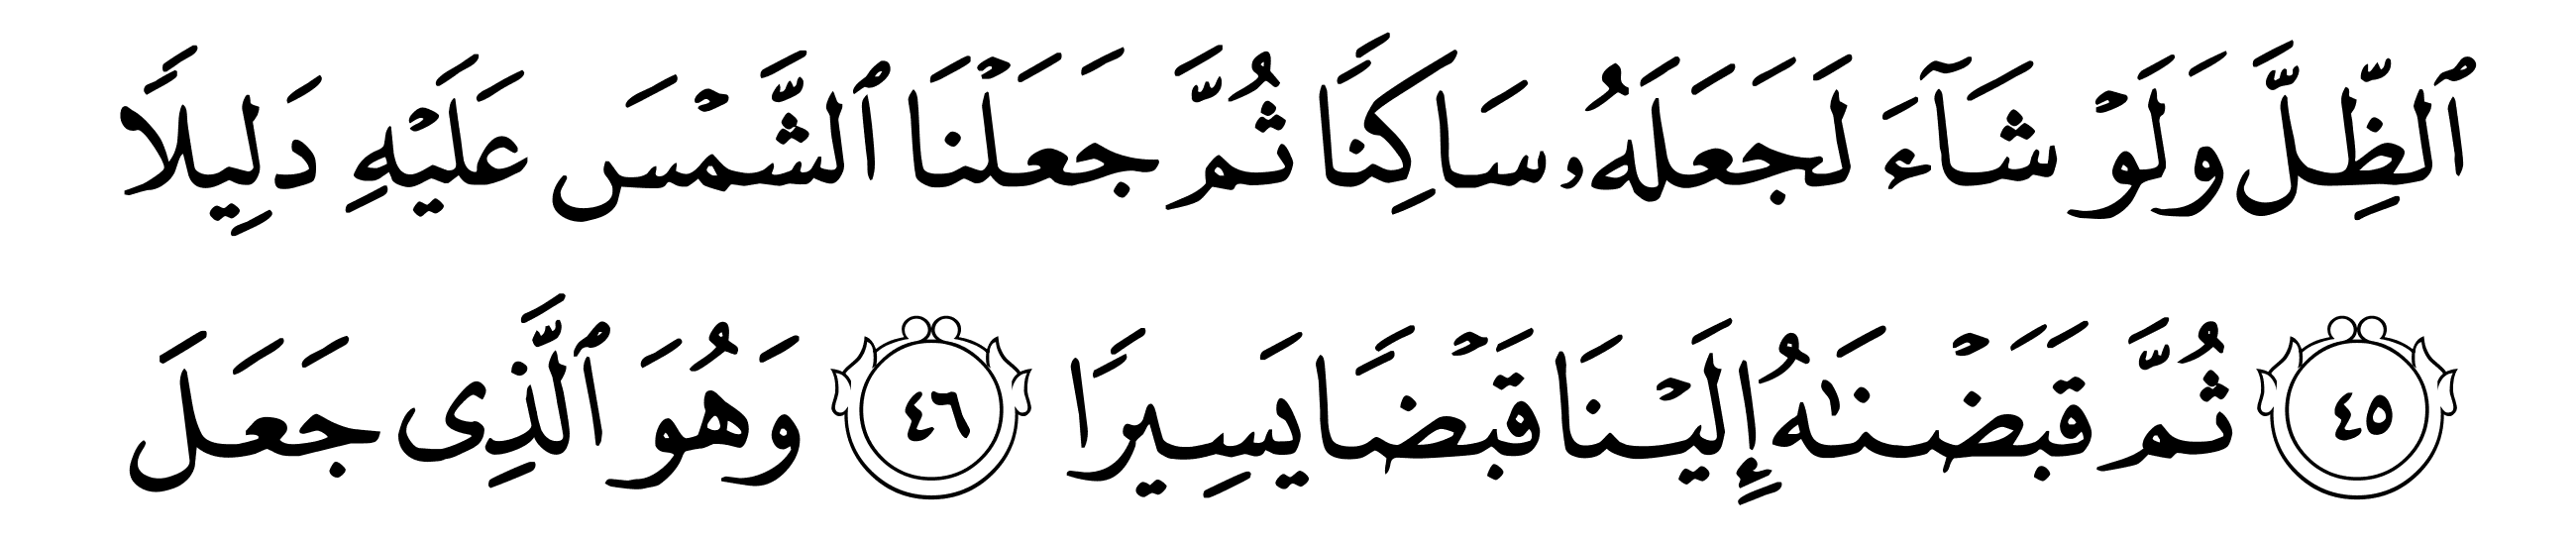 ٱلظِّلَّ وَلَوْ شَآءَ لَجَعَلَهُۥ سَاكِنًا ثُمَّ جَعَلْنَا ٱلشَّمْسَ عَلَيْهِ دَلِيلًا
٤٥ ثُمَّ قَبَضْنَٰهُ إِلَيْنَا قَبْضًا يَسِيرًا ٤٦ وَهُوَ ٱلَّذِى جَعَلَ